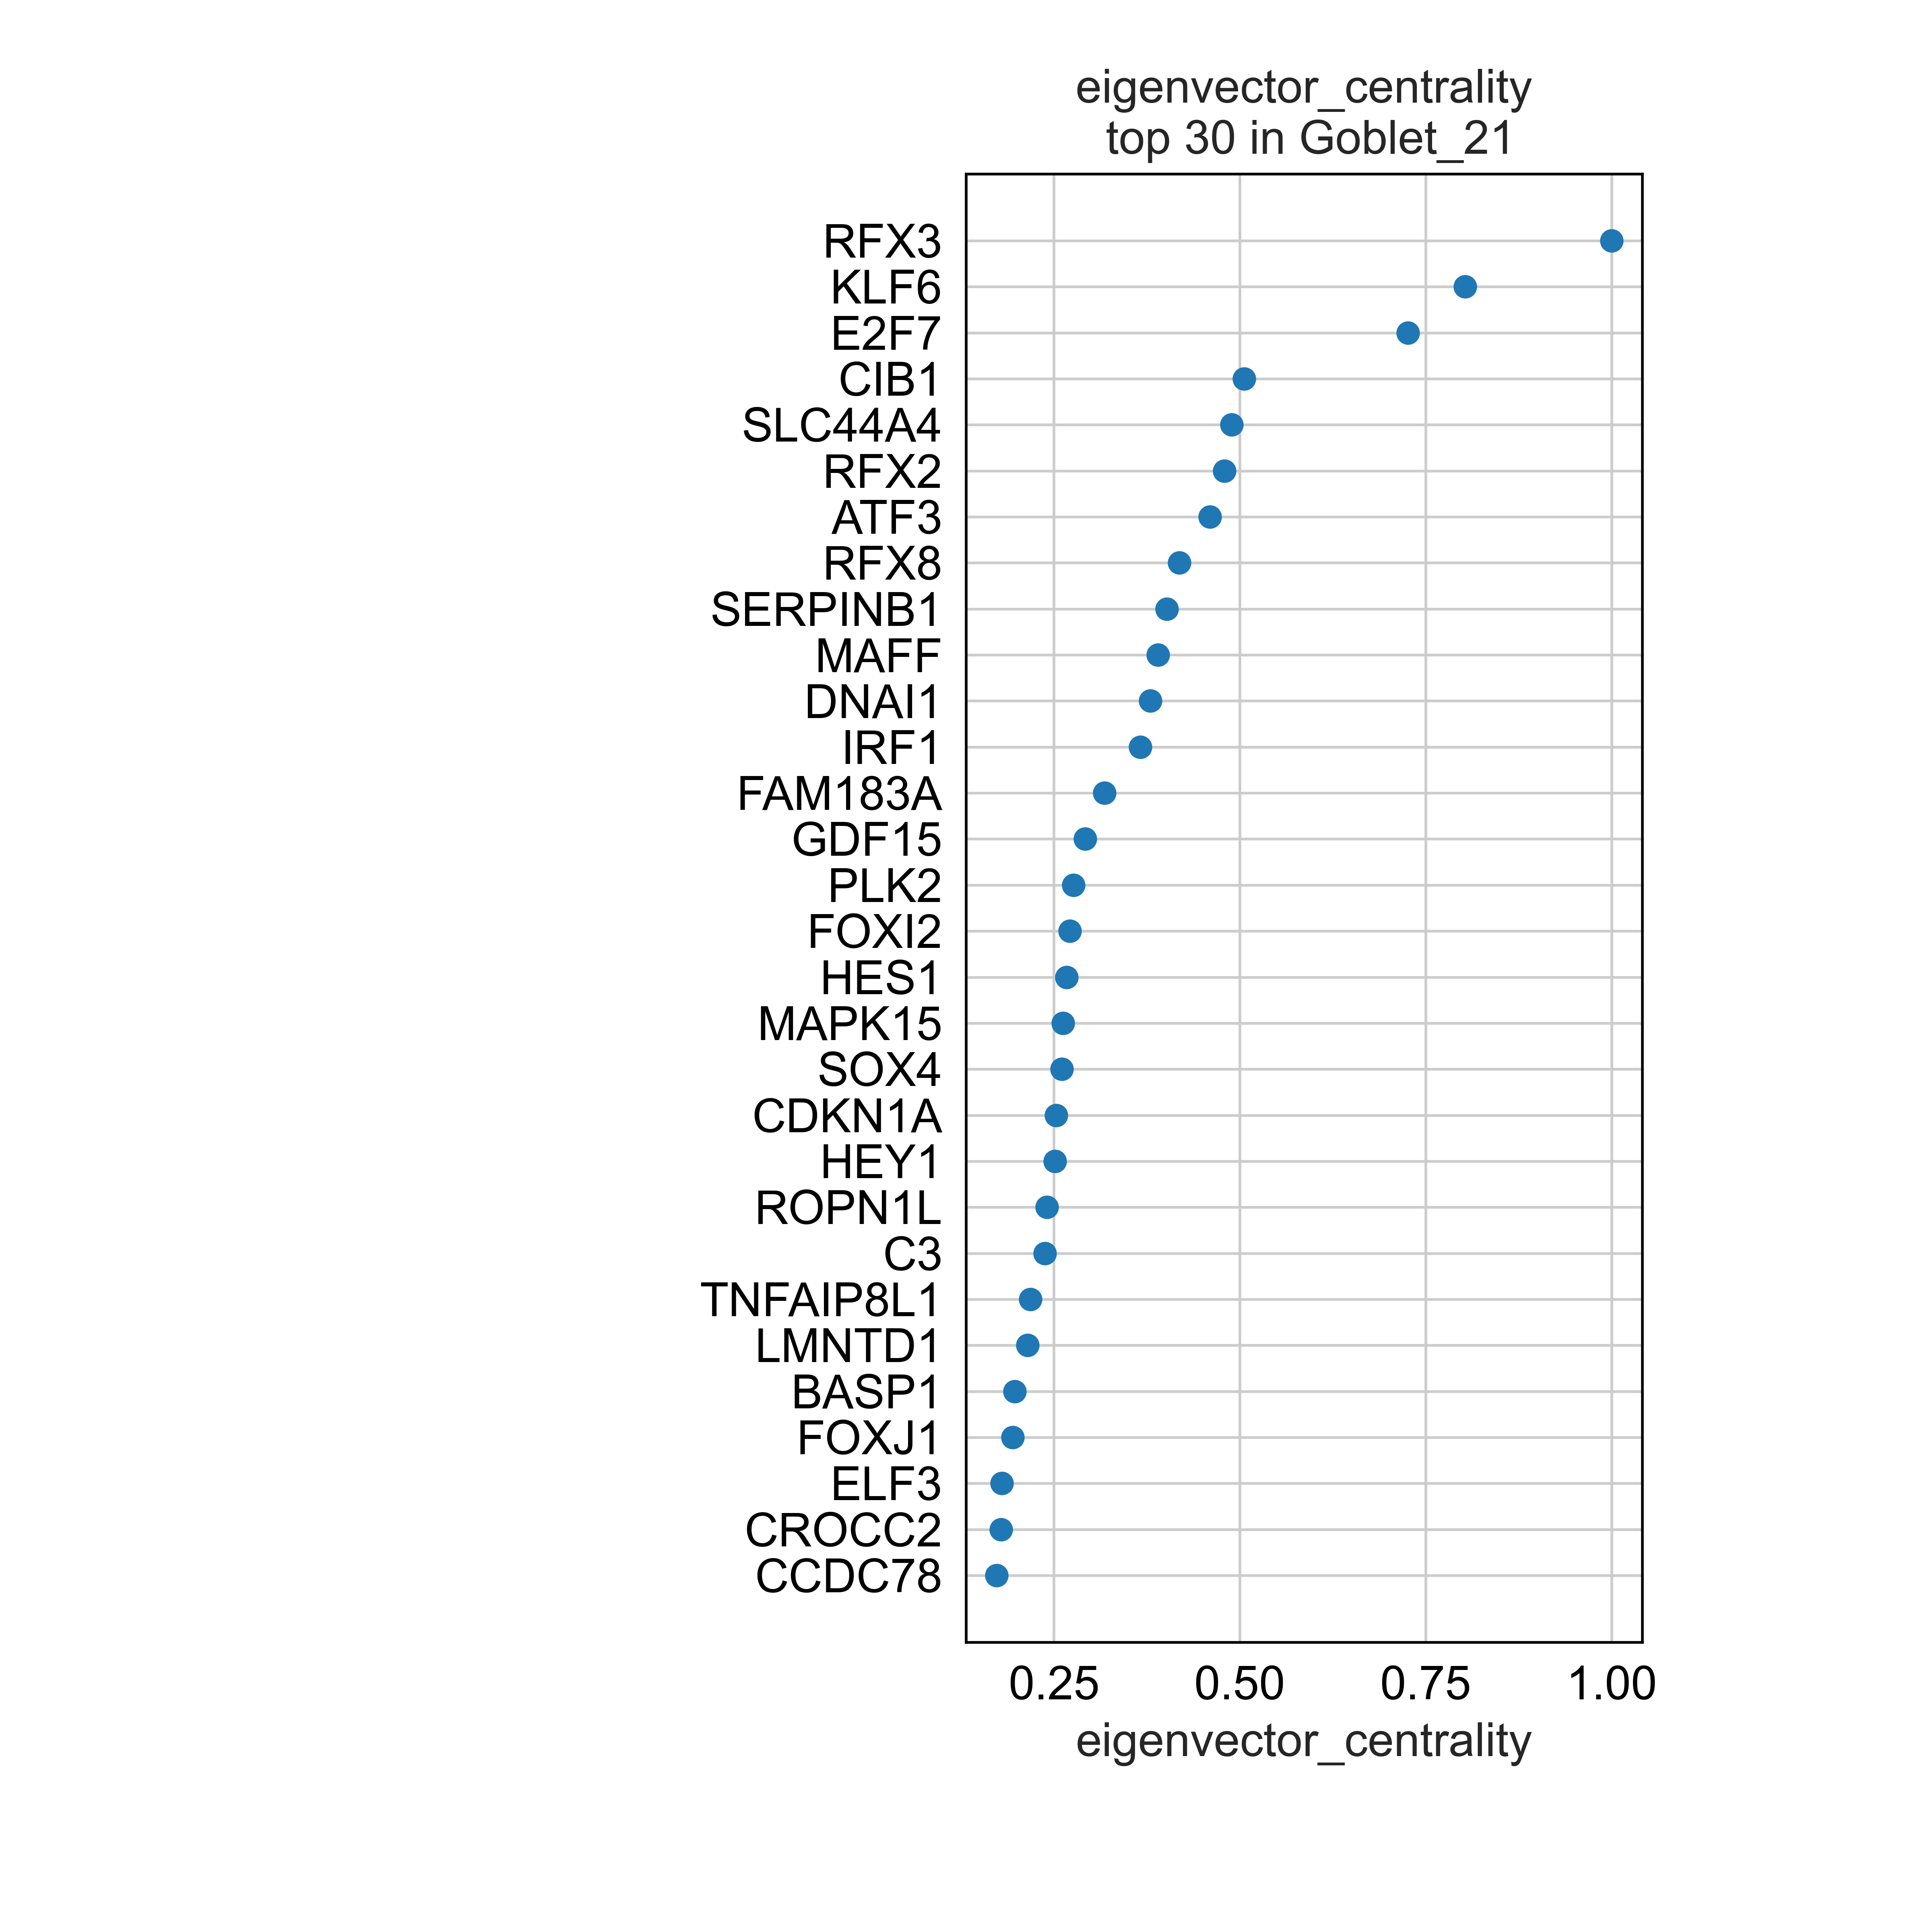 eigenvector_centrality
top 30 in Goblet_21
RFX3
KLF6
E2F7
CIB1
SLC44A4
RFX2
ATF3
RFX8
SERPINB1
MAFF
DNAI1
IRF1
FAM183A
GDF15
PLK2
FOXI2
HES1
MAPK15
SOX4
CDKN1A
HEY1
ROPN1L
C3
TNFAIP8L1
LMNTD1
BASP1
FOXJ1
ELF3
CROCC2
CCDC78
0.25 0.50 0.75 1.00
eigenvector_centrality